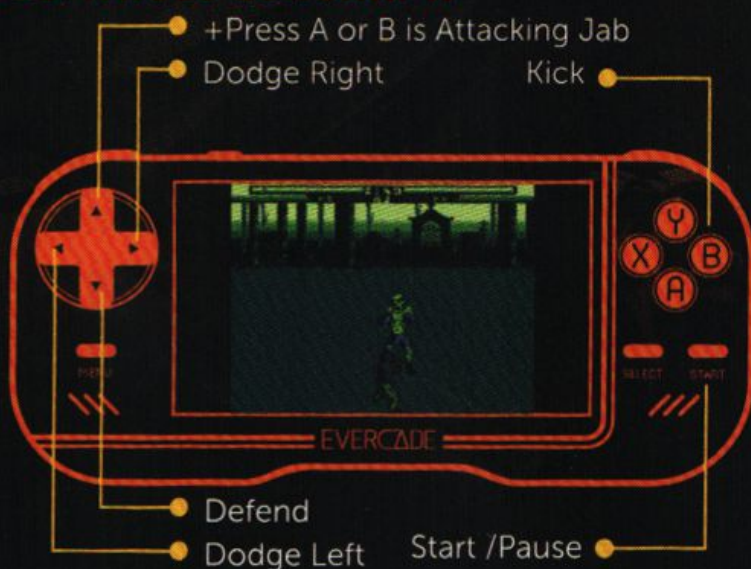 +Press A or B is Attacking Jab
Dodge Right
Kick
Y
X
B
A
MENU
SELECT
START
EVERCADE
Defend
Dodge Left
Start /Pause